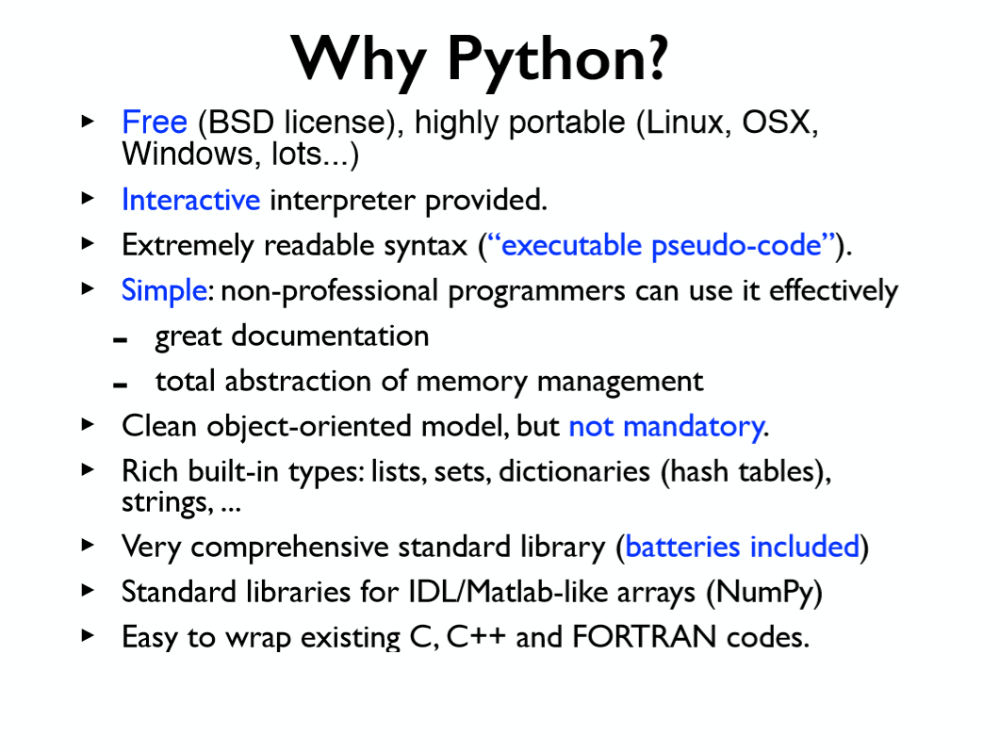 Why Python?
▸ Free (BSD license), highly portable (Linux, OSX,
Windows, lots...)
▸ Interactive interpreter provided.
▸ Extremely readable syntax (“executable pseudo-code”).
▸ Simple: non-professional programmers can use it effectively
- great documentation
- total abstraction of memory management
▸ Clean object-oriented model, but not mandatory.
▸ Rich built-in types: lists, sets, dictionaries (hash tables),
strings, ...
▸ Very comprehensive standard library (batteries included)
▸ Standard libraries for IDL/Matlab-like arrays (NumPy)
▸ Easy to wrap existing C, C++ and FORTRAN codes.